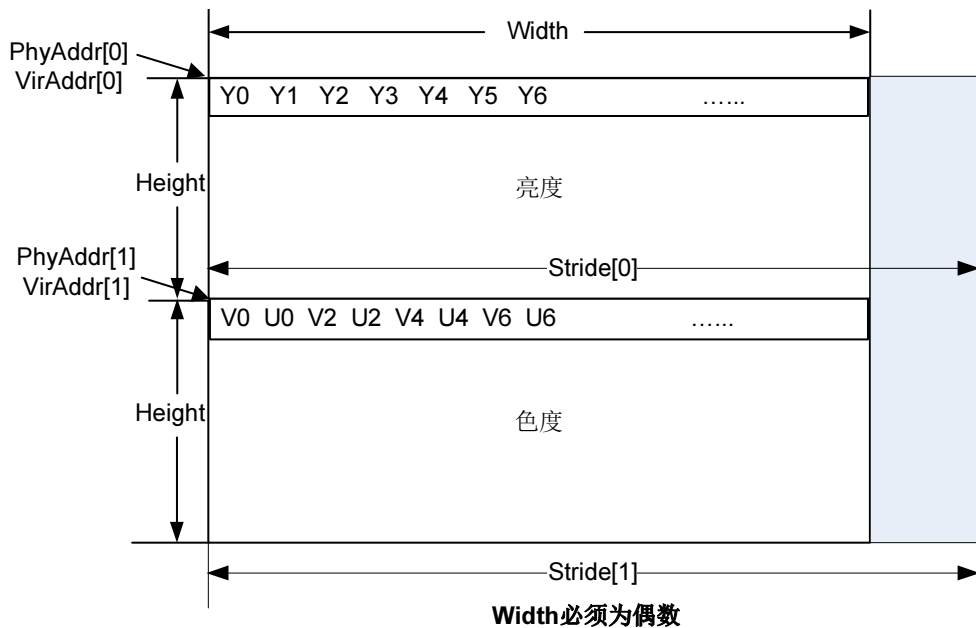 Width
PhyAddr[0]
VirAddr[0]
Y0 Y1 Y2 Y3 Y4 Y5 Y6 …...
Height
亮度
PhyAddr[1]
VirAddr[1]
Stride[0]
V0 U0 V2 U2 V4 U4 V6 U6 …...
Height
色度
Stride[1]
Width必须为偶数